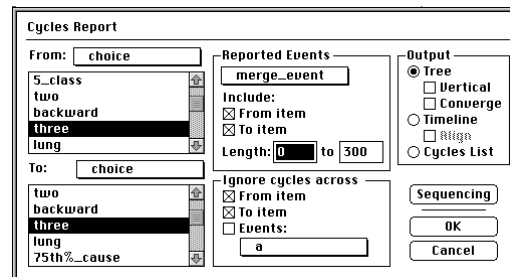 Cycles Report
From: choice
5_class
two
backward
three
lung
To: choice
two
backward
three
lung
75th%_cause
Reported Events
merge_event
Include:
From item
To item
Length: 0 to 300
Ignore cycles across
From item
To item
Events:
a
Output
Tree
Vertical
Converge
Timeline
Align
Cycles List
Sequencing
OK
Cancel